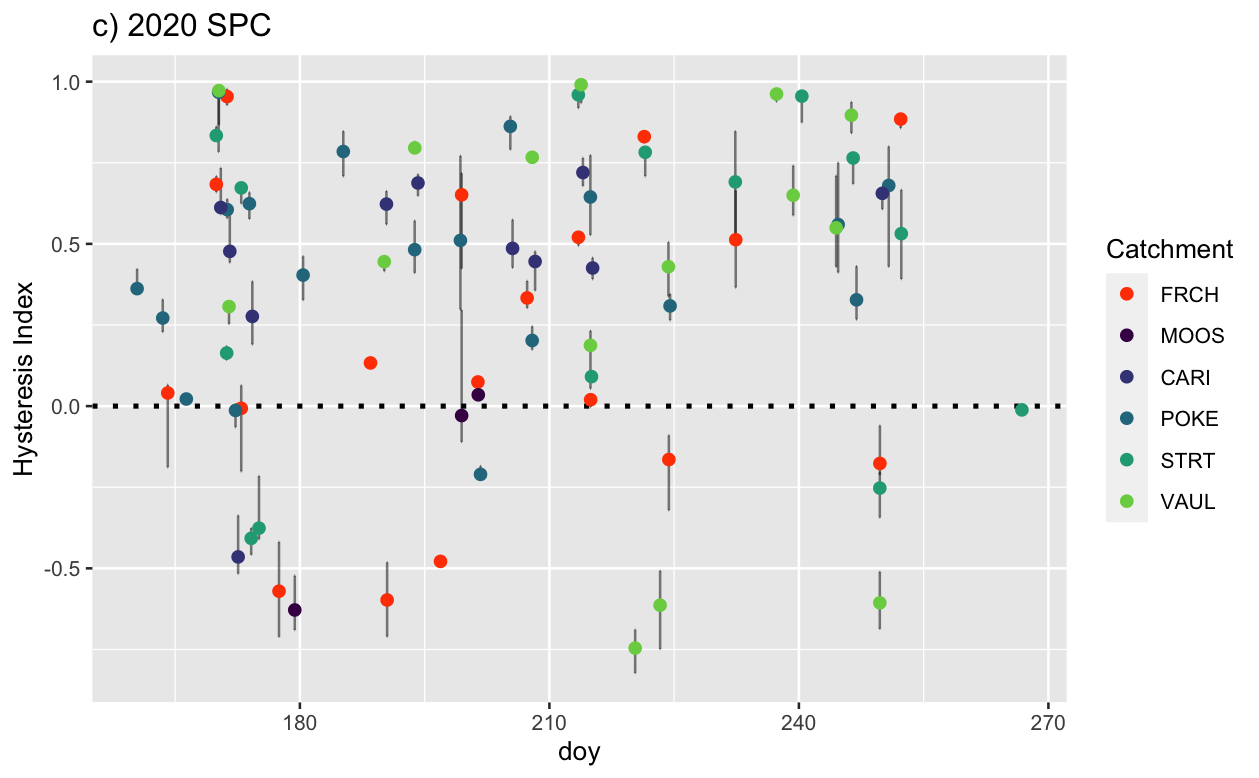 c) 2020 SPC
Hysteresis Index
1.0
0.5
0.0
-0.5
180
210
240
270
doy
Catchment
FRCH
MOOS
CARI
POKE
STRT
VAUL